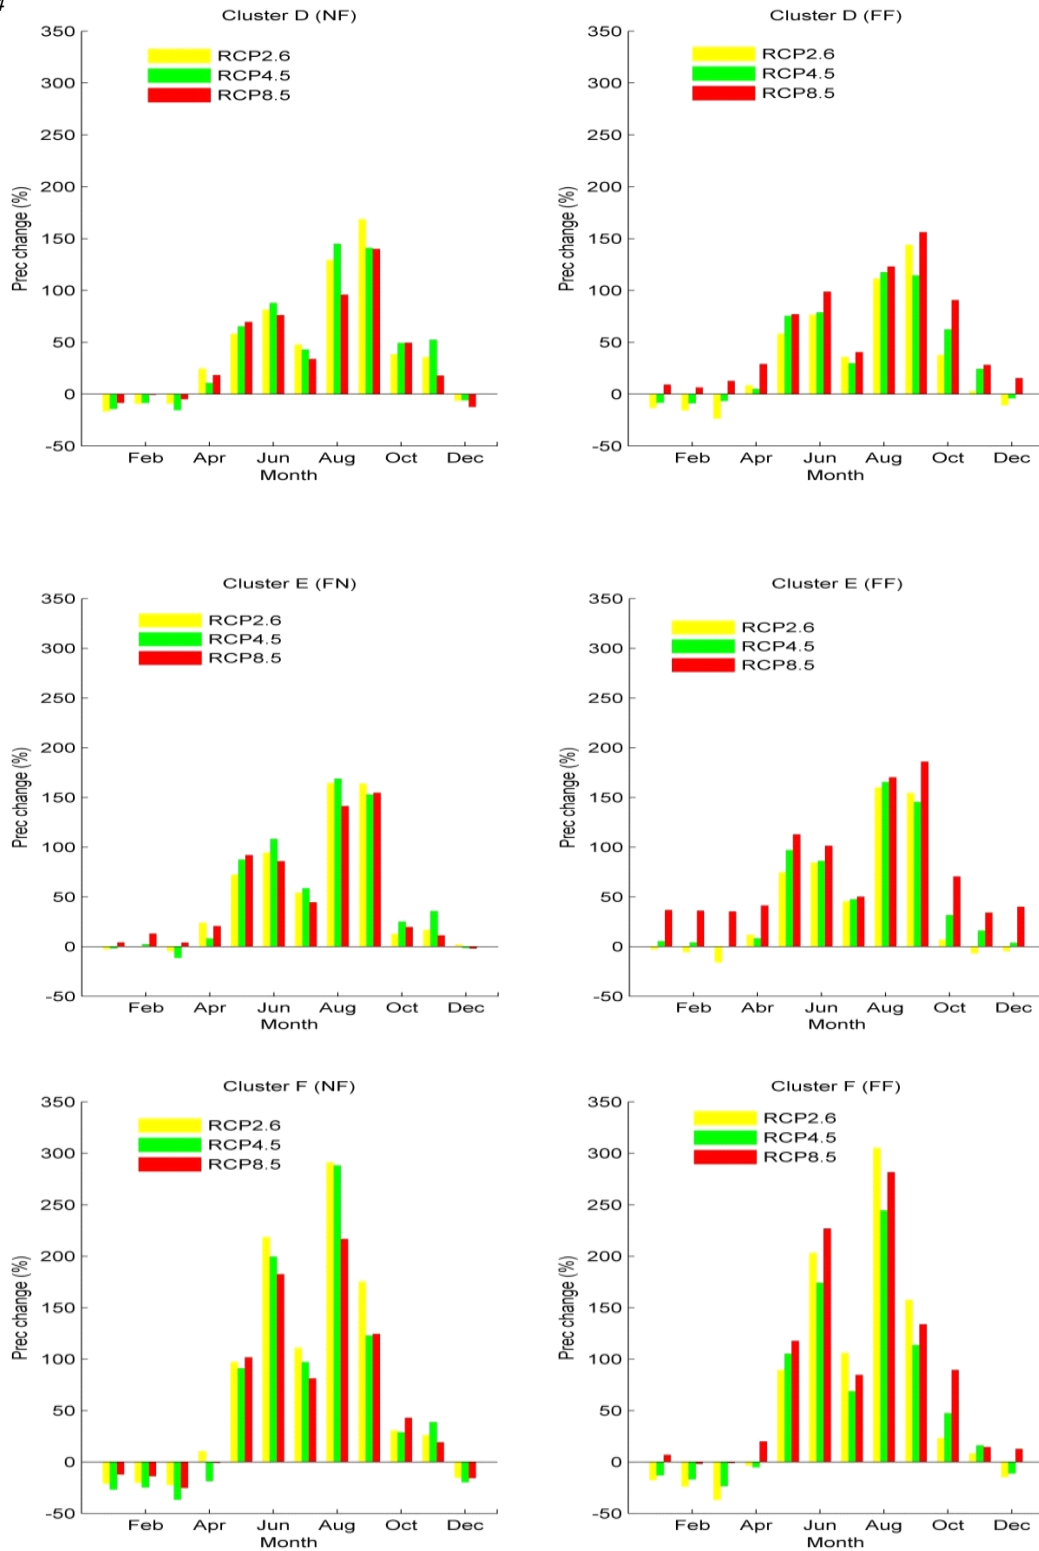 Cluster D (NF)
350
300
250
200
150
100
50
0
-50
Prec change (%)
RCP2.6
RCP4.5
RCP8.5
Feb Apr Jun Aug Oct Dec
Month
Cluster D (FF)
350
300
250
200
150
100
50
0
-50
Prec change (%)
RCP2.6
RCP4.5
RCP8.5
Feb Apr Jun Aug Oct Dec
Month
Cluster E (FN)
350
300
250
200
150
100
50
0
-50
Prec change (%)
RCP2.6
RCP4.5
RCP8.5
Feb Apr Jun Aug Oct Dec
Month
Cluster E (FF)
350
300
250
200
150
100
50
0
-50
Prec change (%)
RCP2.6
RCP4.5
RCP8.5
Feb Abr Jun Aug Oct Dec
Month
Cluster F (NF)
350
300
250
200
150
100
50
0
-50
Prec change (%)
RCP2.6
RCP4.5
RCP8.5
Feb Apr Jun Aug Oct Dec
Month
Cluster F (FF)
350
300
250
200
150
100
50
0
-50
Prec change (%)
RCP2.6
RCP4.5
RCP8.5
Feb Apr Jun Aug Oct Dec
Month